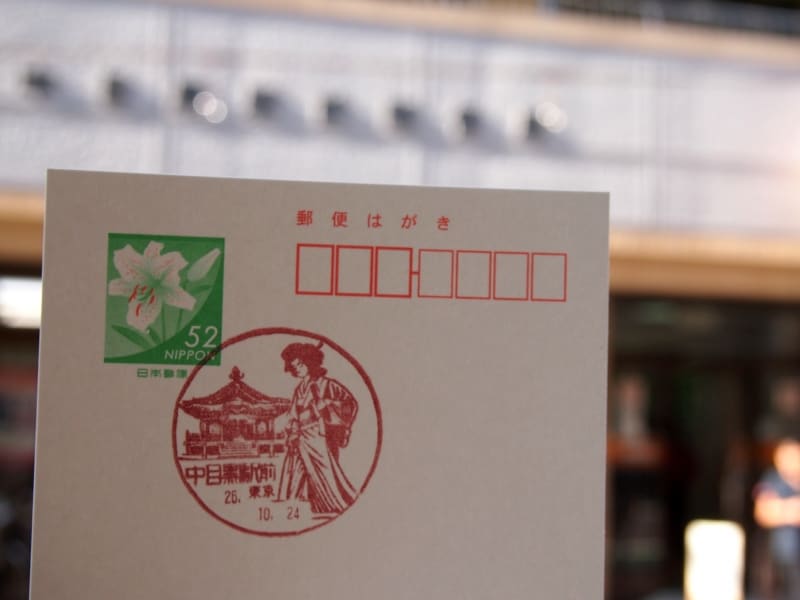 郵便はがき
52
NIPPON
日本郵便
中目黒駅前
26. 東京
10. 24